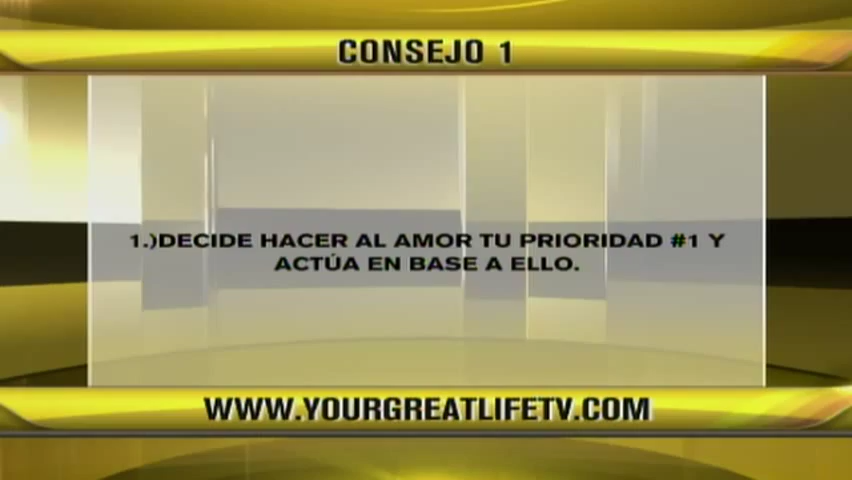 CONSEJO 1
1.)DECIDE HACER AL AMOR TU PRIORIDAD #1 Y
ACTÚA EN BASE A ELLO.
WWW.YOURGREATLIFETV.COM